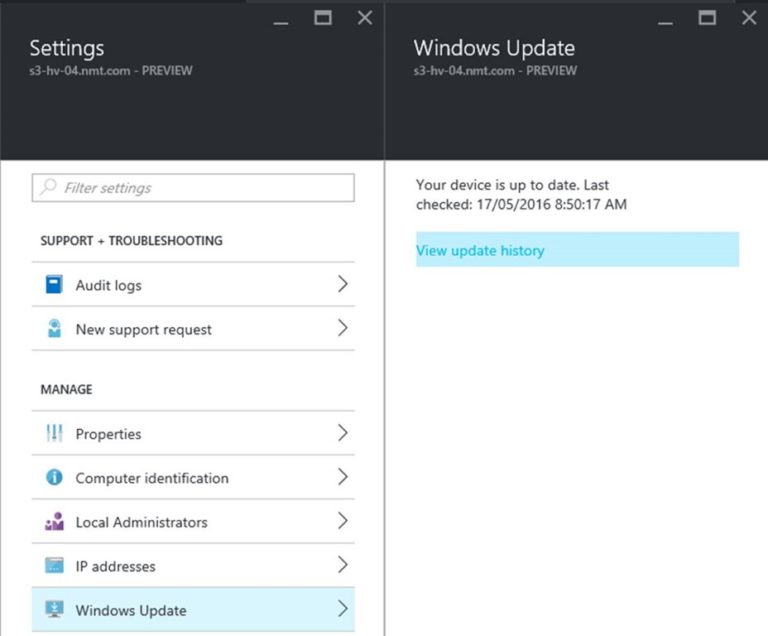 Settings
s3-hv-04.nmt.com - PREVIEW
Filter settings
SUPPORT + TROUBLESHOOTING
Audit logs
New support request
MANAGE
Properties
Computer identification
Local Administrators
IP addresses
Windows Update
Windows Update
s3-hv-04.nmt.com - PREVIEW
Your device is up to date. Last
checked: 17/05/2016 8:50:17 AM
View update history